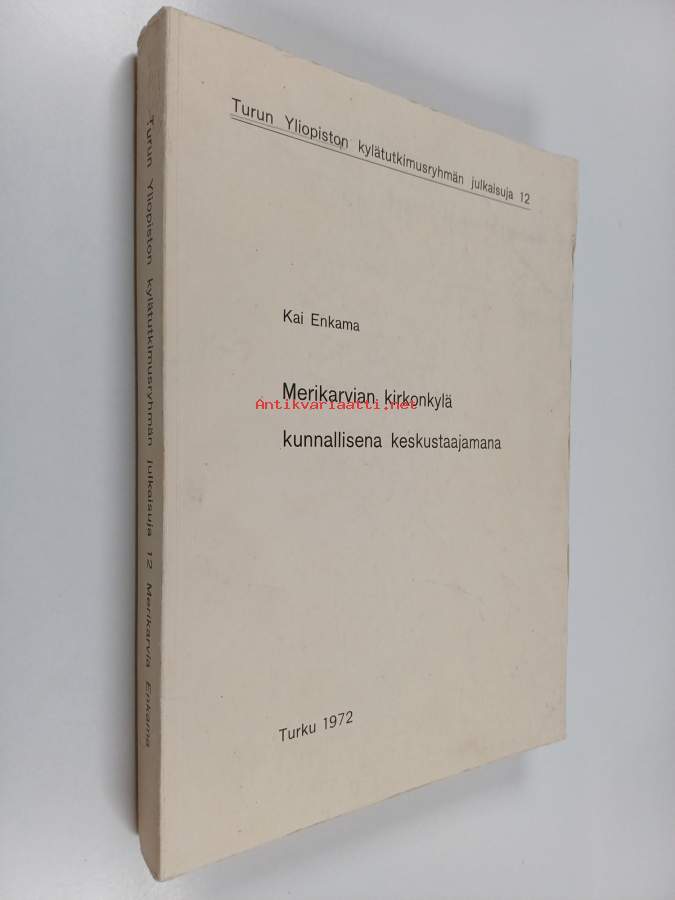 Turun Yliopiston kylätutkimusryhmän julkaisuja 12
Kai Enkama
Merikarvian kirkonkylä
Antikvariaatti.net
kunnallisena keskustaajamana
Turku 1972
Turun Yliopiston kylätutkimusryhmän julkaisuja 12 Merikarvia Enkama